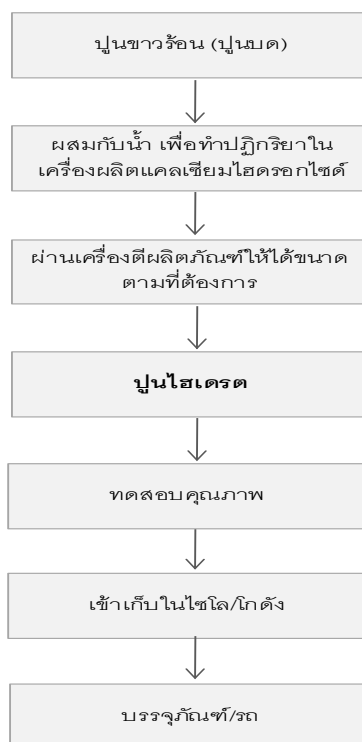 ปูนขาวร้อน (ปูนบด)
ผสมกับน้ำ เพื่อทำปฏิกริยาใน
เครื่องผลิตแคลเซียมไฮดรอกไซด์
ผ่านเครื่องตีผลิตภัณฑ์ให้ได้ขนาด
ตามที่ต้องการ
ปูนไฮเดรต
ทดสอบคุณภาพ
เข้าเก็บในไซโล/โกดัง
บรรจุภัณฑ์/รถ